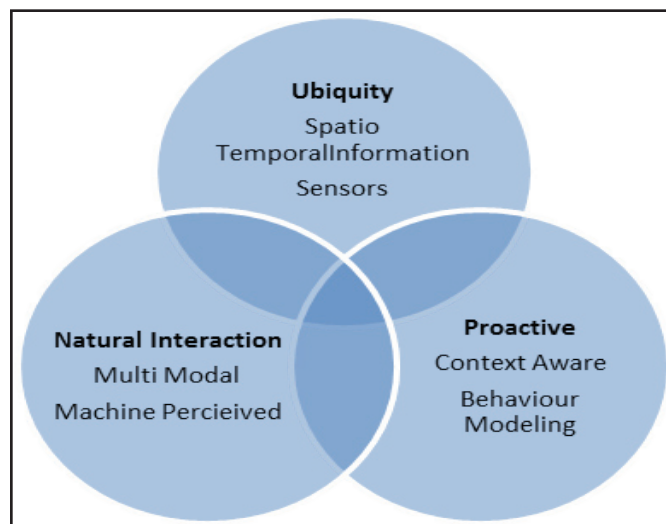 Ubiquity
Spatio
TemporalInformation
Sensors
Natural Interaction
Multi Modal
Machine Percieived
Proactive
Context Aware
Behaviour
Modeling